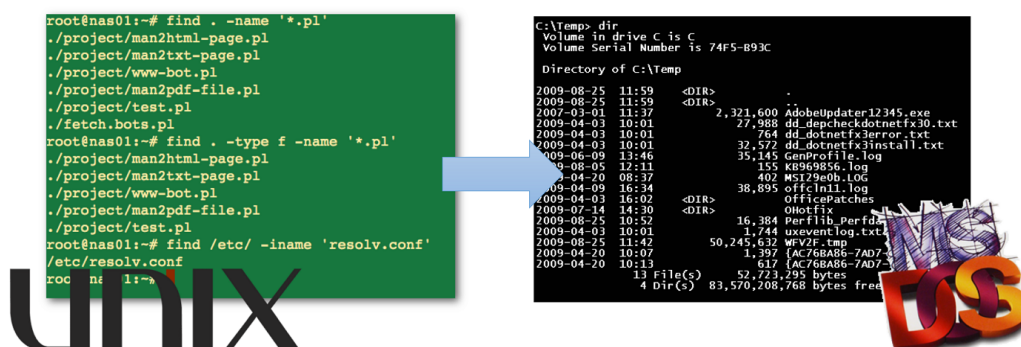 root@nas01:~# find . -name '*.pl'
./project/man2html-page.pl
./project/man2txt-page.pl
./project/www-bot.pl
./project/man2pdf-file.pl
./project/test.pl
./fetch.bots.pl
root@nas01:~# find . -type f -name '*.pl'
./project/man2html-page.pl
./project/man2txt-page.pl
./project/www-bot.pl
./project/man2pdf-file.pl
./project/test.pl
root@nas01:~# find /etc/ -iname 'resolv.conf'
/etc/resolv.conf
unix
C:\Temp> dir
Volume in drive C is C
Volume Serial Number is 74F5-B93C
Directory of C:\Temp
2009-08-25 11:59 <DIR> .
2009-08-25 11:59 <DIR> ..
2007-03-01 11:37 2,321,600 AdobeUpdater12345.exe
2009-04-03 10:01 27,988 dd_depcheckdotnetfx30.txt
2009-04-03 10:01 764 dd_dotnetfx3error.txt
2009-04-03 10:01 32,572 dd_dotnetfx3install.txt
2009-06-09 13:46 35,145 GenProfile.log
2009-08-05 12:11 155 KB969856.log
009-04-20 08:37 402 MSI29e0b.LOG
2009-04-09 16:34 38,895 offcln11.log
2009-04-03 16:02 <DIR> OfficePatches
2009-07-14 14:30 <DIR> OHotfix
2009-08-25 10:52 16,384 Perflib_Perfda
2009-04-03 10:01 1,744 uxeventlog.txt
2009-08-25 11:42 50,245,632 WFV2F.tmp
2009-04-20 10:07 1,397 {AC76BA86-7AD7-
2009-04-20 10:13 617 {AC76BA86-7AD7-
13 File(s) 52,723,295 bytes
4 Dir(s) 83,570,208,768 bytes free
MS
DOS